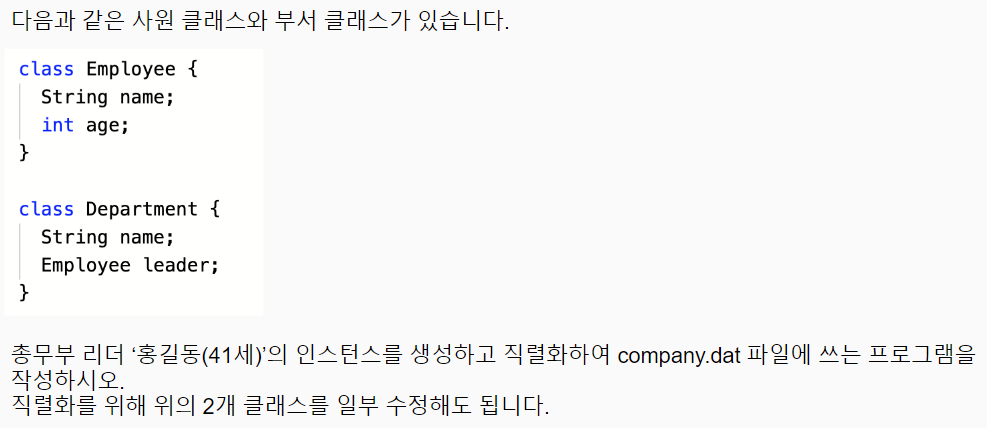 다음과 같은 사원 클래스와 부서 클래스가 있습니다.
class Employee {
String name;
int age;
}
class Department {
String name;
Employee leader;
}
총무부 리더 ‘홍길동(41세)’의 인스턴스를 생성하고 직렬화하여 company.dat 파일에 쓰는 프로그램을
작성하시오.
직렬화를 위해 위의 2개 클래스를 일부 수정해도 됩니다.